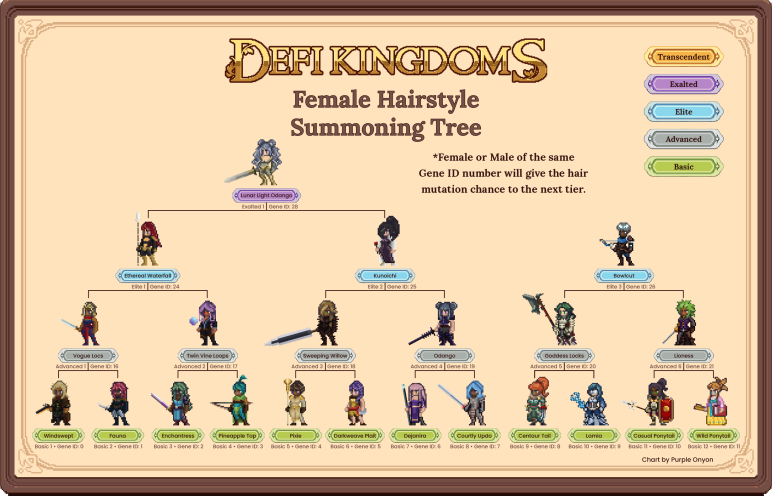 DEFI KINGDOMS
Female Hairstyle
Summoning Tree
Transcendent
Exalted
Elite
Advanced
Basic
*Female or Male of the same
Gene ID number will give the hair
mutation chance to the next tier.
Lunar Light Odango
Exalted 1 Gene ID: 28
Ethereal Waterfall
Elite 1 Gene ID: 24
Kunoichi
Elite 2 Gene ID: 25
Bowlcut
Elite 3 Gene ID: 26
Vogue Locs
Advanced 1 Gene ID: 16
Twin Vine Loops
Advanced 2 Gene ID: 17
Sweeping Willow
Advanced 3 Gene ID: 18
Odango
Advanced 4 Gene ID: 19
Goddess Locks
Advanced 5 Gene ID: 20
Lioness
Advanced 6 Gene ID: 21
Windswept
Basic 1 • Gene ID: 0
Fauna
Basic 2 • Gene ID: 1
Enchantress
Basic 3 • Gene ID: 2
Pineapple Top
Basic 4 • Gene ID: 3
Pixie
Basic 5 • Gene ID: 4
Darkweave Plait
Basic 6 • Gene ID: 5
Dejanira
Basic 7 • Gene ID: 6
Courtly Updo
Basic 8 • Gene ID: 7
Centaur Tail
Basic 9 • Gene ID: 8
Lamia
Basic 10 • Gene ID: 9
Casual Ponytail
Basic 11 • Gene ID: 10
Wild Ponytail
Basic 12 • Gene ID: 11
Chart by Purple Onyon